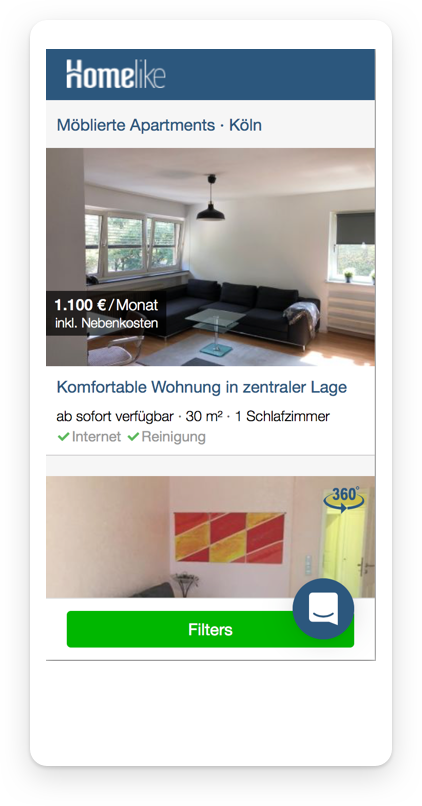 Homelike
Möblierte Apartments · Köln
1.100 €/Monat
inkl. Nebenkosten
Komfortable Wohnung in zentraler Lage
ab sofort verfügbar · 30 m² · 1 Schlafzimmer
Internet Reinigung
360°
Filters